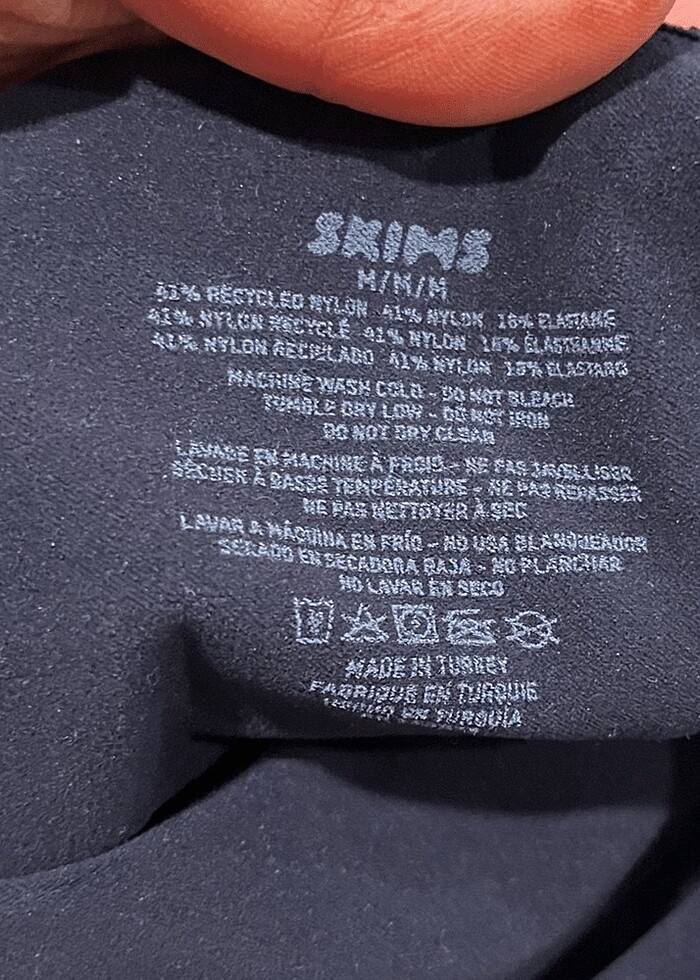 SKIMS
M/M/M
41% RECYCLED NYLON 41% NYLON 18% ELASTANE
41% NYLON RECYCLÉ 41% NYLON 18% ÉLASTHANNE
41% NYLON RECICLADO 41% NYLON 18% ELASTANO
MACHINE WASH COLD - DO NOT BLEACH
TUMBLE DRY LOW - DO NOT IRON
DO NOT DRY CLEAN
LAVAGE EN MACHINE À FROID - NE PAS JAVELLISER
SÉCHER À BASSE TEMPÉRATURE - NE PAS REPASSER
NE PAS NETTOYER À SEC
LAVAR A MÁQUINA EN FRÍO - NO USA BLANQUEADOR
SECADO EN SECADORA BAJA - NO PLANCHAR
NO LAVAR EN SECO
MADE IN TURKEY
FABRIQUÉ EN TURQUIE
EN TURQUÍA